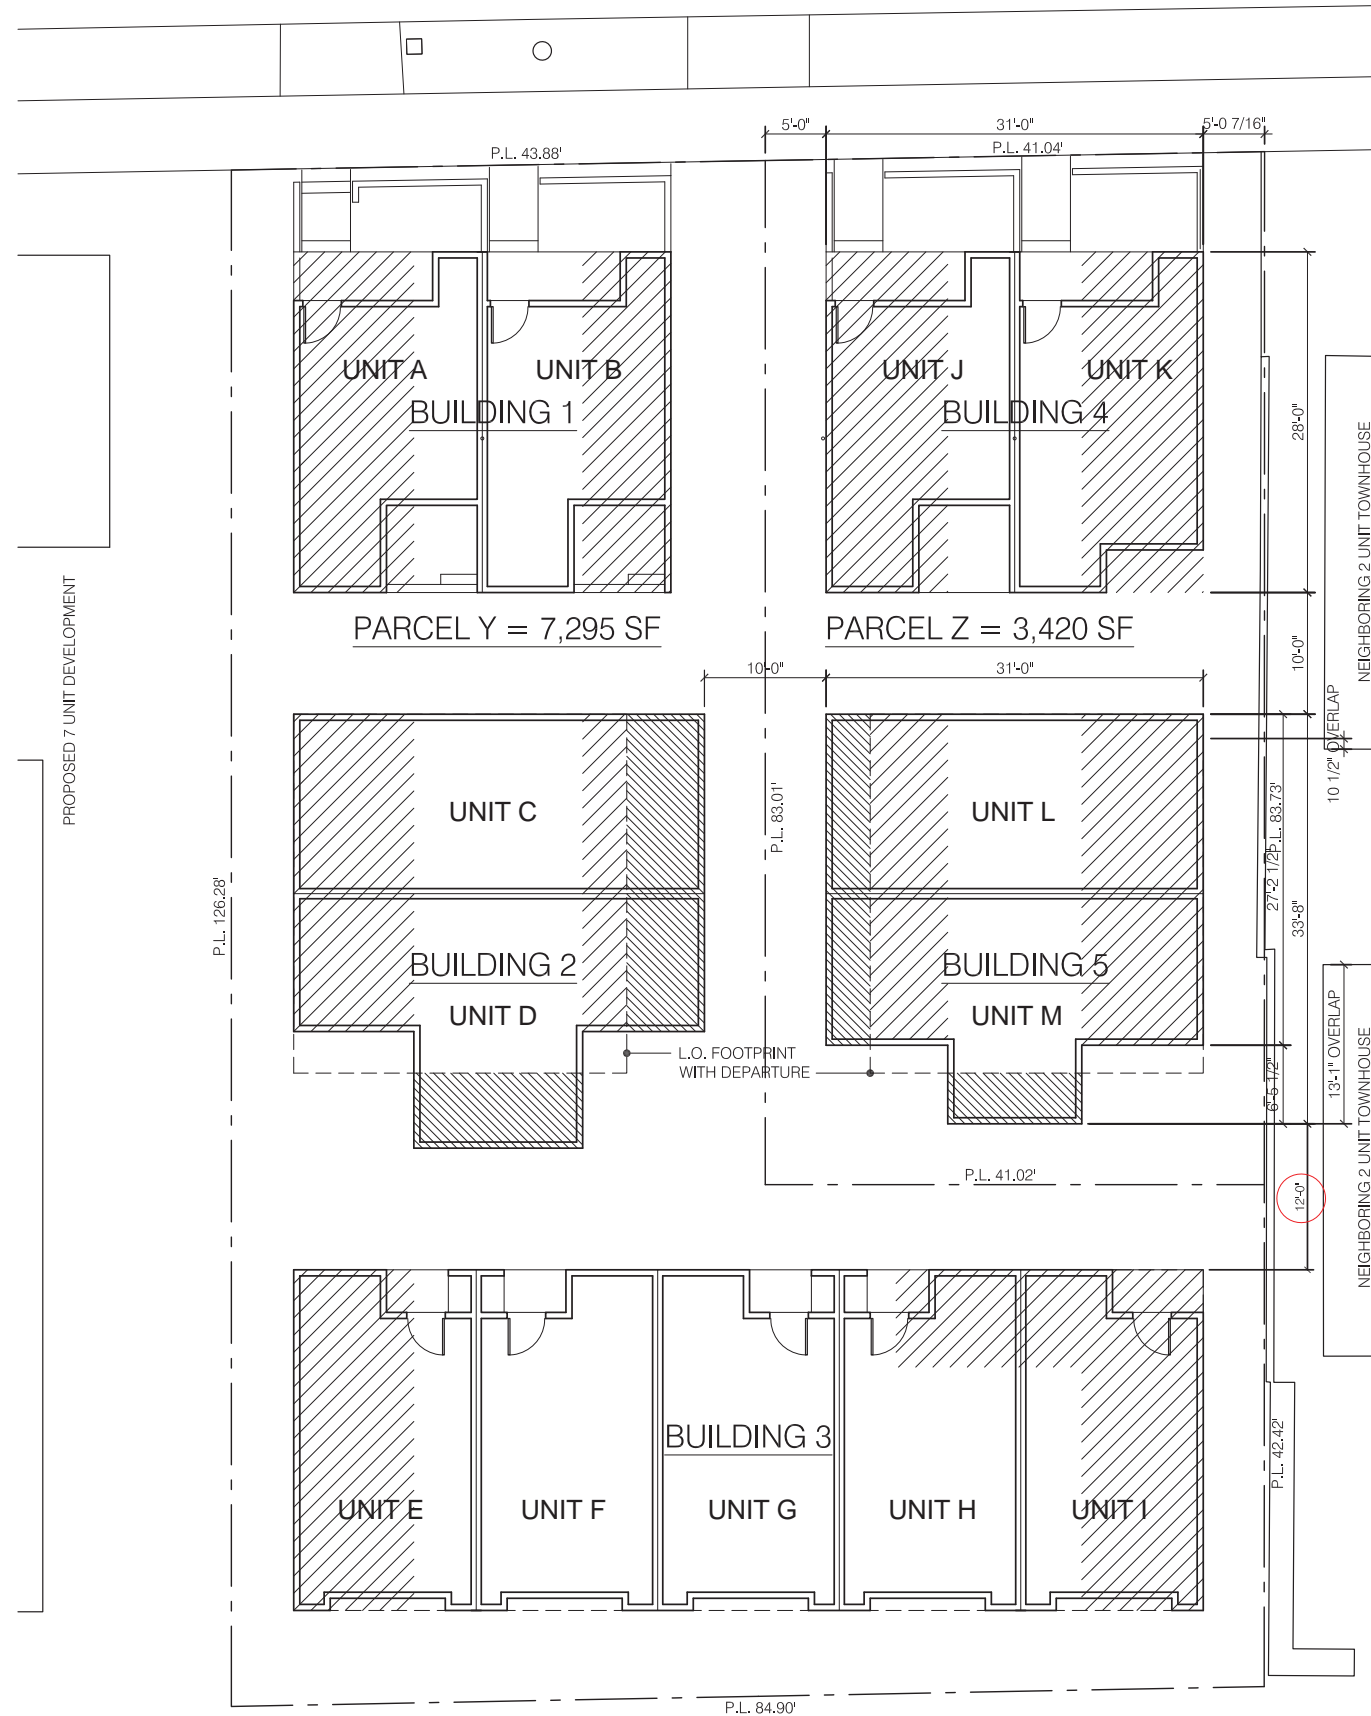 5'-0"
31'-0"
5'-0 7/16"
P.L. 43.88'
P.L. 41.04'
UNIT A
UNIT B
UNIT J
UNIT K
BUILDING 1
BUILDING 4
28'-0"
NEIGHBORING 2 UNIT TOWNHOUSE
PROPOSED 7 UNIT DEVELOPMENT
PARCEL Y = 7,295 SF
PARCEL Z = 3,420 SF
10'-0"
10'-0"
31'-0"
10 1/2" OVERLAP
UNIT C
UNIT L
P.L. 83.01'
P.L. 83.73'
27'-2 1/2"
33'-8"
P.L. 126.28'
BUILDING 2
BUILDING 5
UNIT D
UNIT M
L.O. FOOTPRINT
WITH DEPARTURE
6'-5 1/2"
13'-1" OVERLAP
NEIGHBORING 2 UNIT TOWNHOUSE
P.L. 41.02'
12'-0"
BUILDING 3
P.L. 42.42'
UNIT E
UNIT F
UNIT G
UNIT H
UNIT I
P.L. 84.90'